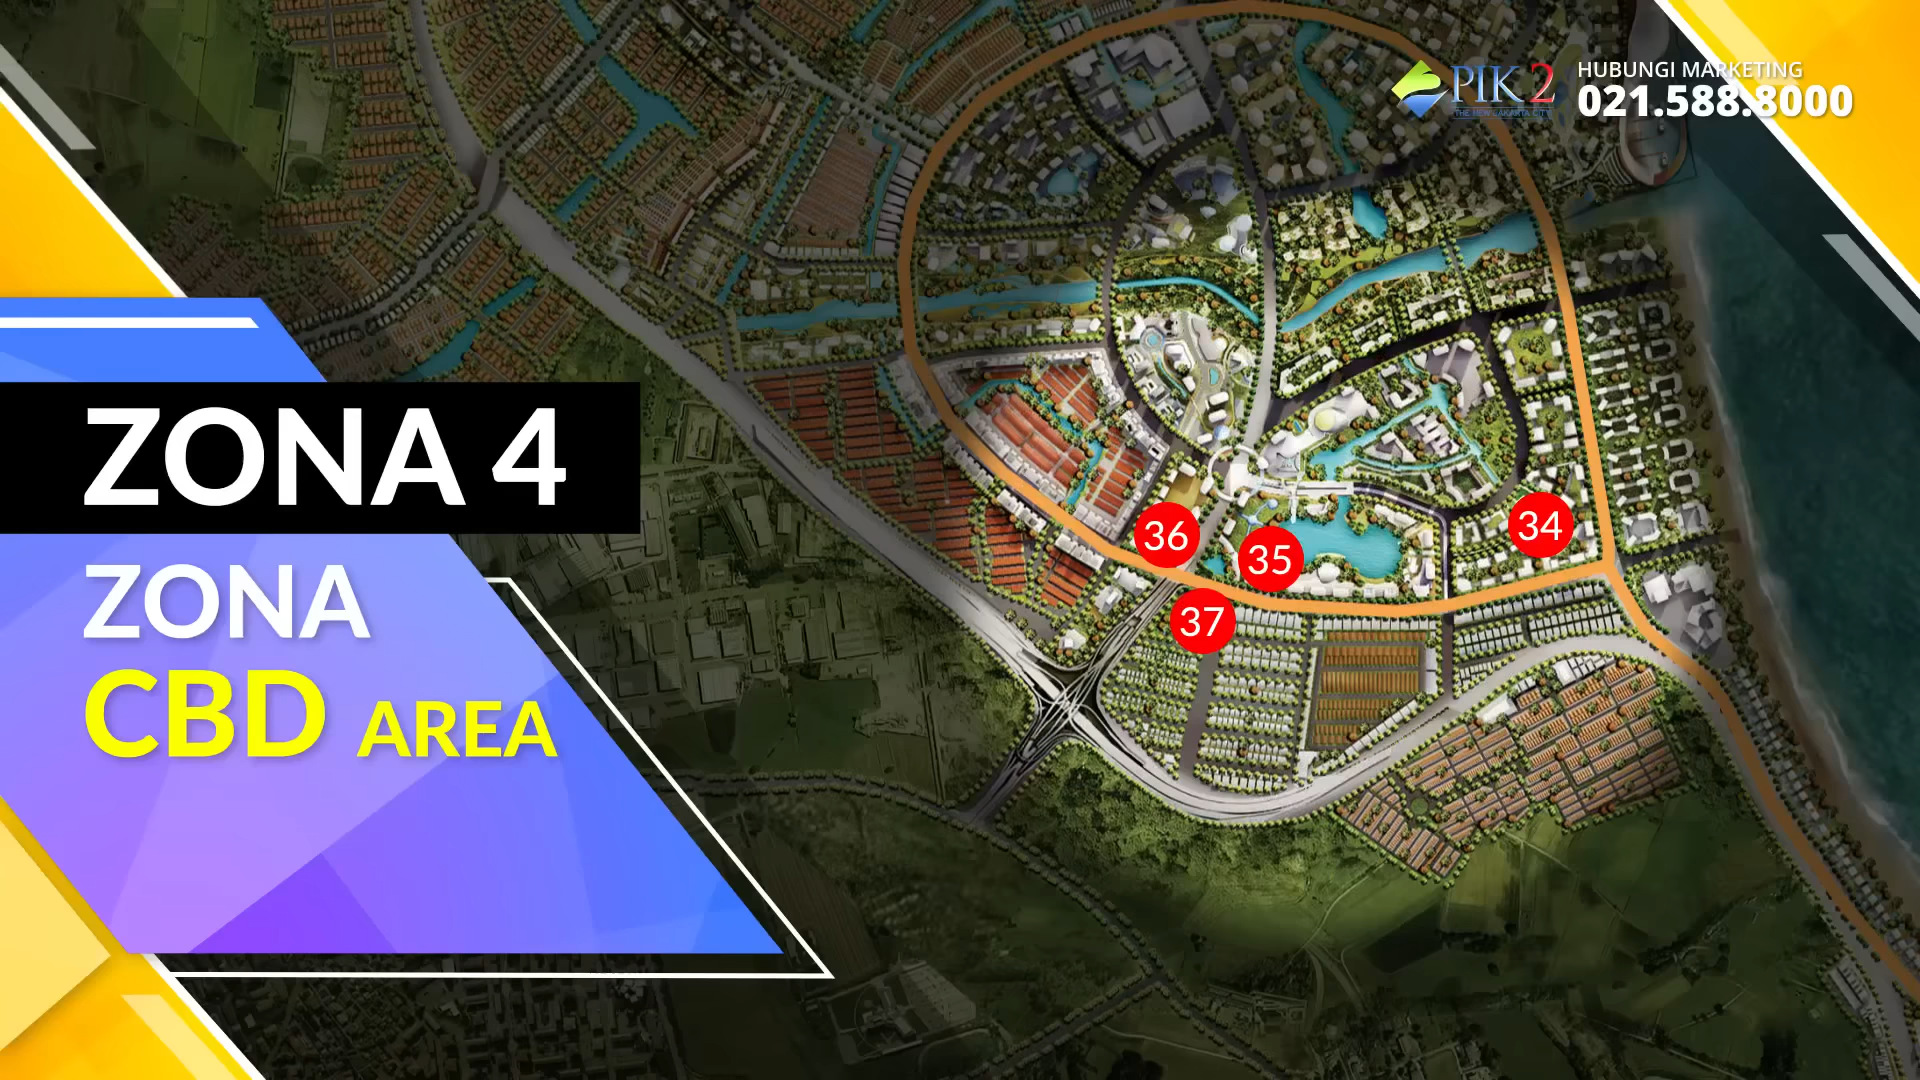 PIK 2
THE NEW JAKARTA CITY
HUBUNGI MARKETING
021.588.8000
ZONA 4
ZONA
CBD AREA
36
35
34
37